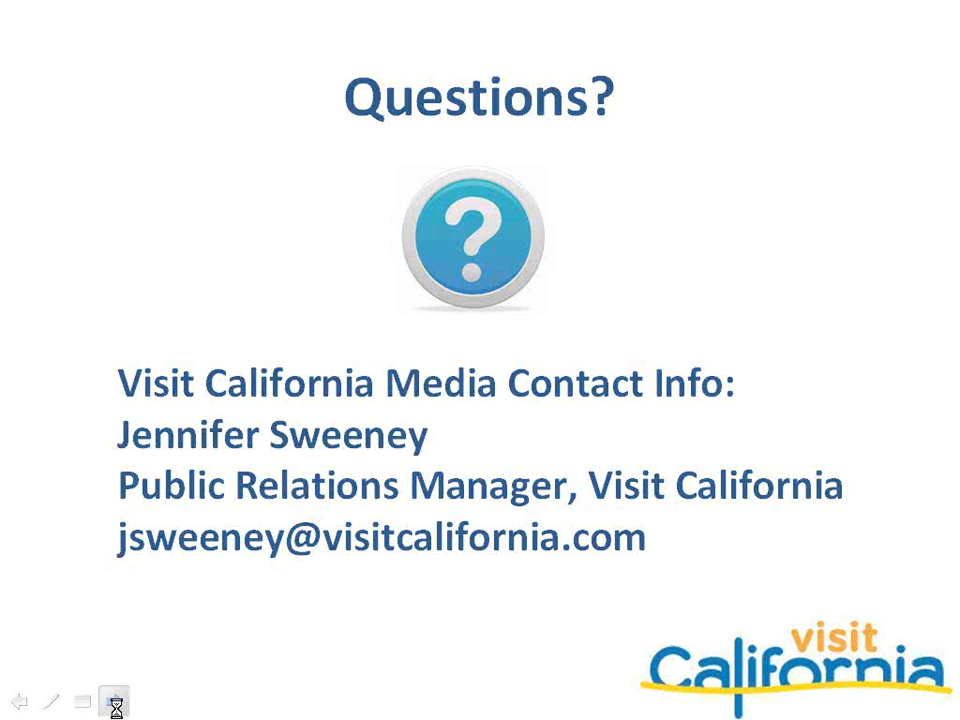 Questions?
?
Visit California Media Contact Info:
Jennifer Sweeney
Public Relations Manager, Visit California
jsweeney@visitcalifornia.com
visit
California